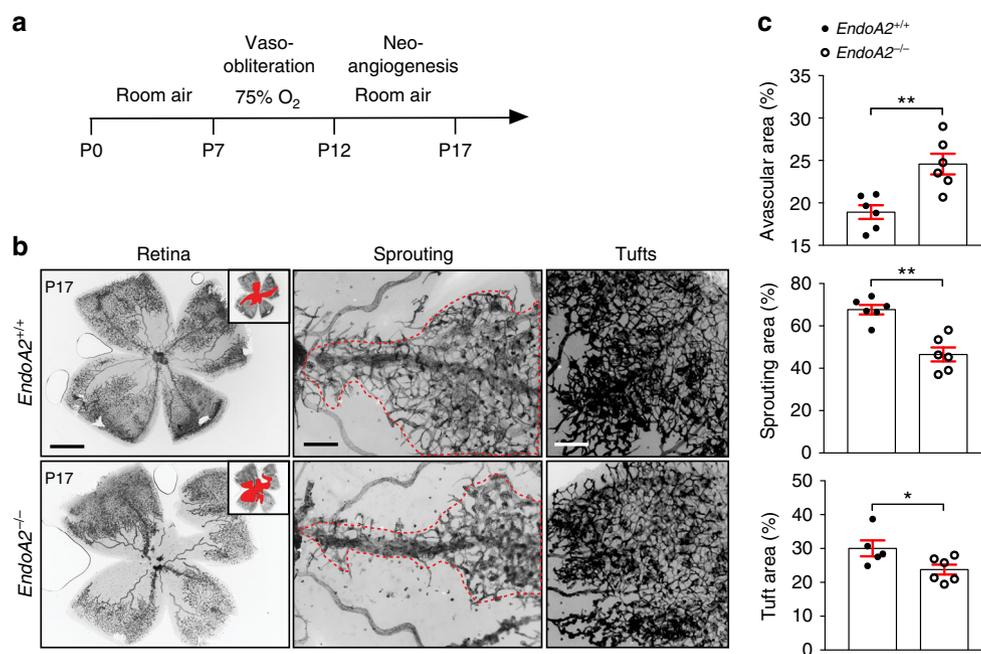 a
Vaso-
obliteration
Neo-
angiogenesis
Room air
75% O2
Room air
P0
P7
P12
P17
b
Retina
Sprouting
Tufts
EndoA2+/+
P17
EndoA2–/–
P17
c
EndoA2+/+
EndoA2–/–
Avascular area (%)
35
30
25
20
15
**
Sprouting area (%)
80
60
40
20
0
**
Tuft area (%)
50
40
30
20
10
0
*